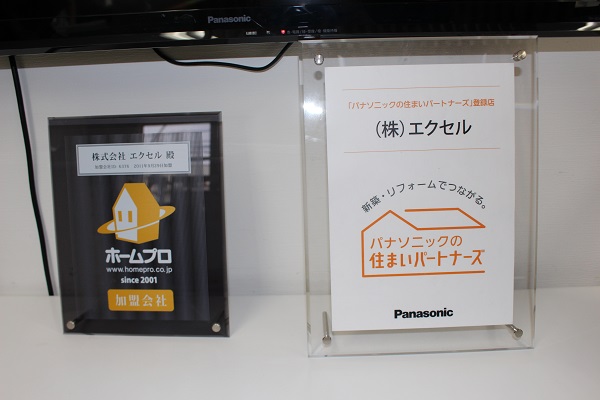 Panasonic
株式会社 エクセル 殿
ホームプロ
www.homepro.co.jp
since 2001
加盟会社
「パナソニックの住まいパートナーズ」登録店
（株）エクセル
新築・リフォームでつながる。
パナソニックの
住まいパートナーズ
Panasonic